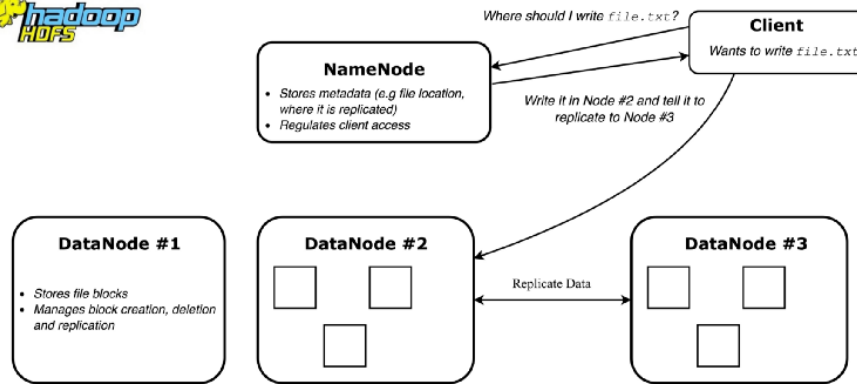 hadoop
HDFS
Where should I write file.txt?
Client
Wants to write file.txt
NameNode
• Stores metadata (e.g file location,
where it is replicated)
• Regulates client access
Write it in Node #2 and tell it to
replicate to Node #3
DataNode #1
• Stores file blocks
• Manages block creation, deletion
and replication
DataNode #2
Replicate Data
DataNode #3